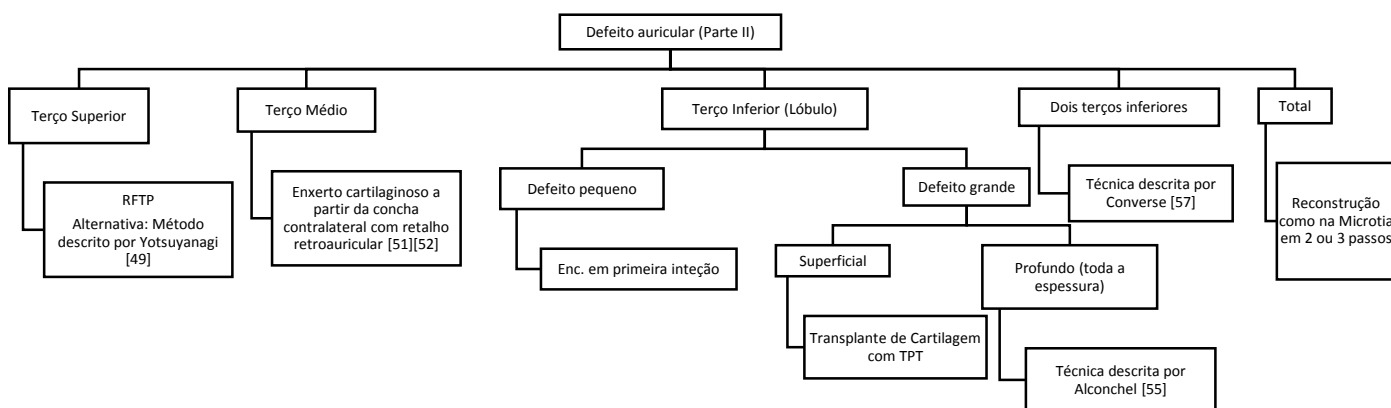 Defeito auricular (Parte II)
Terço Superior
Terço Médio
Terço Inferior (Lóbulo)
Dois terços inferiores
Total
RFTP
Alternativa: Método
descrito por Yotsuyanagi
[49]
Enxerto cartilaginoso a
partir da concha
contralateral com retalho
retroauricular [51][52]
Defeito pequeno
Defeito grande
Técnica descrita por
Converse [57]
Reconstrução
como na Microtia
em 2 ou 3 passos
Enc. em primeira inteção
Superficial
Profundo (toda a
espessura)
Transplante de Cartilagem
com TPT
Técnica descrita por
Alconchel [55]